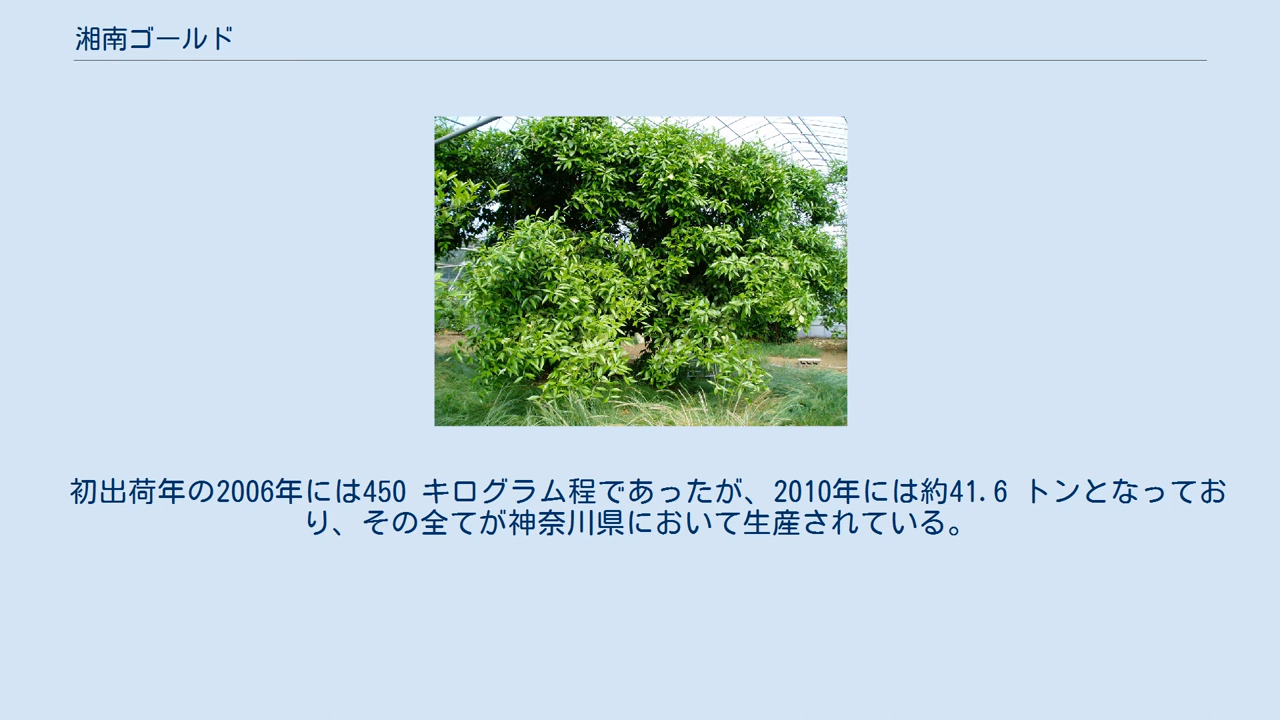 湘南ゴールド
初出荷年の2006年には450 キログラム程であったが、2010年には約41.6 トンとなってお
り、その全てが神奈川県において生産されている。